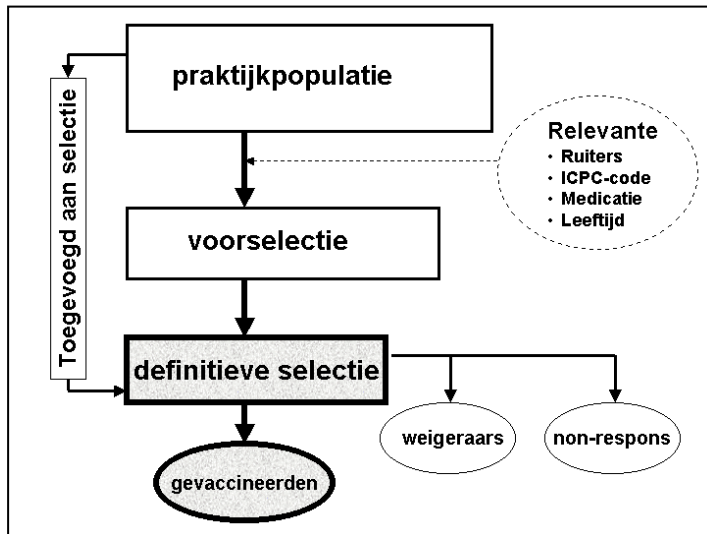 praktijkpopulatie
Toegevoegd aan selectie
Relevante
• Ruiters
• ICPC-code
• Medicatie
• Leeftijd
voorselectie
definitieve selectie
weigeraars
non-respons
gevaccineerden